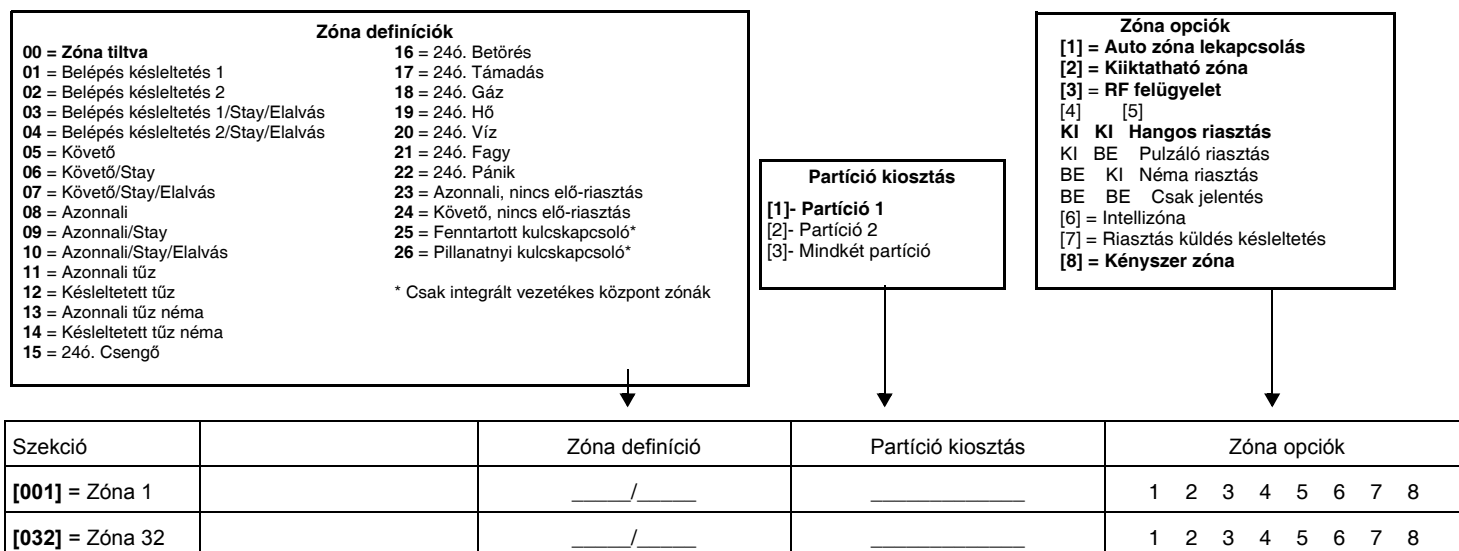 Zóna definíciók
00 = Zóna tiltva
01 = Belépés késleltetés 1
02 = Belépés késleltetés 2
03 = Belépés késleltetés 1/Stay/Elalvás
04 = Belépés késleltetés 2/Stay/Elalvás
05 = Követő
06 = Követő/Stay
07 = Követő/Stay/Elalvás
08 = Azonnali
09 = Azonnali/Stay
10 = Azonnali/Stay/Elalvás
11 = Azonnali tűz
12 = Késleltetett tűz
13 = Azonnali tűz néma
14 = Késleltetett tűz néma
15 = 24ó. Csengő
16 = 24ó. Betörés
17 = 24ó. Támadás
18 = 24ó. Gáz
19 = 24ó. Hő
20 = 24ó. Víz
21 = 24ó. Fagy
22 = 24ó. Pánik
23 = Azonnali, nincs elő-riasztás
24 = Követő, nincs elő-riasztás
25 = Fenntartott kulcskapcsoló*
26 = Pillanatnyi kulcskapcsoló*
* Csak integrált vezetékes központ zónák
Partíció kiosztás
[1]- Partíció 1
[2]- Partíció 2
[3]- Mindkét partíció
Zóna opciók
[1] = Auto zóna lekapcsolás
[2] = Kiiktatható zóna
[3] = RF felügyelet
[4] [5]
KI KI Hangos riasztás
KI BE Pulzáló riasztás
BE KI Néma riasztás
BE BE Csak jelentés
[6] = Intellizóna
[7] = Riasztás küldés késleltetés
[8] = Kényszer zóna
Szekció Zóna definíció Partíció kiosztás Zóna opciók
[001] = Zóna 1 _____/_____ _____________ 1 2 3 4 5 6 7 8
[032] = Zóna 32 _____/_____ _____________ 1 2 3 4 5 6 7 8